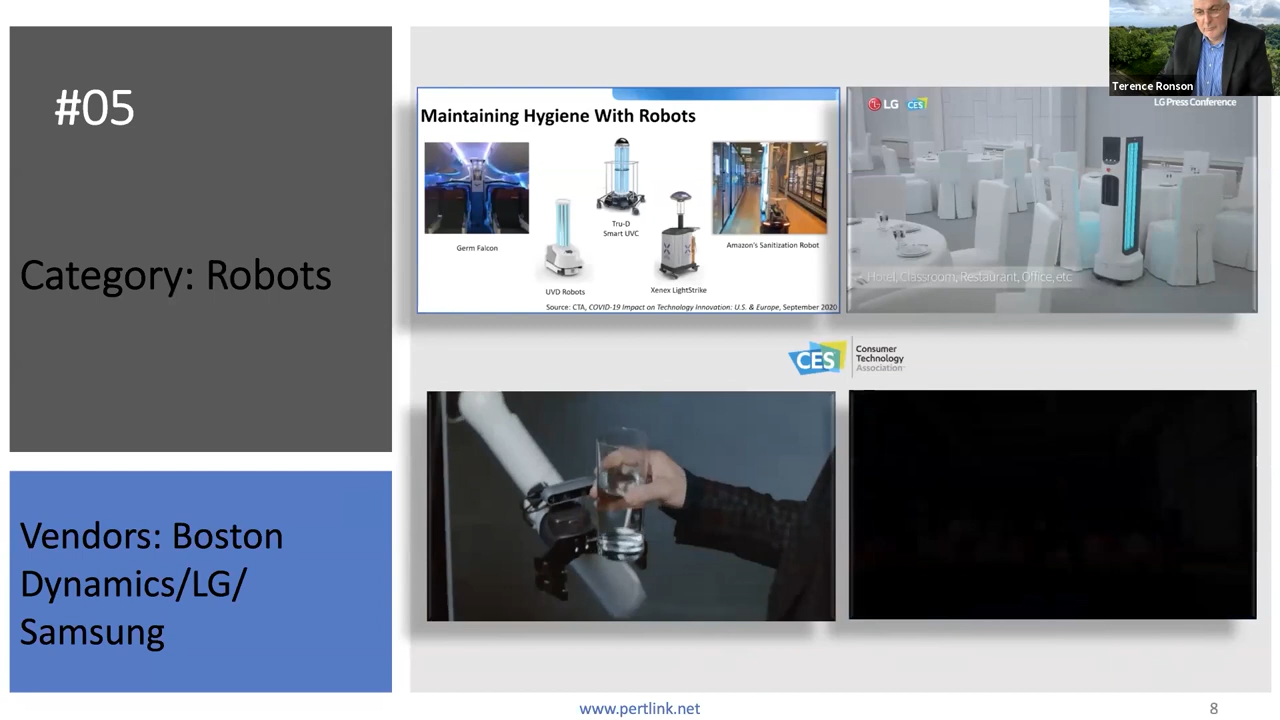 #05
Category: Robots
Vendors: Boston
Dynamics/LG/
Samsung
Maintaining Hygiene With Robots
Germ Falcon
UVD Robots
Tru-D
Smart UVC
Xenex LightStrike
Amazon's Sanitization Robot
Source: CTA, COVID-19 Impact on Technology Innovation: U.S. & Europe, September 2020
LG CES
LG Press Conference
Hotel, Classroom, Restaurant, Office, etc
Terence Ronson
CES
Consumer
Technology
Association
www.pertlink.net
8